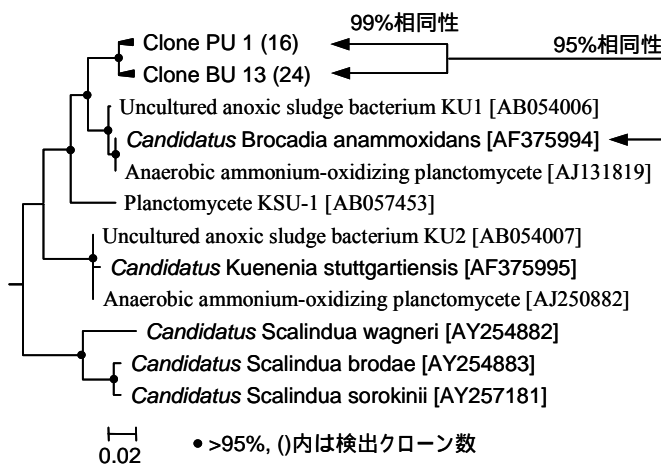 99%相同性
Clone PU 1 (16)
95%相同性
Clone BU 13 (24)
Uncultured anoxic sludge bacterium KU1 [AB054006]
Candidatus Brocadia anammoxidans [AF375994]
Anaerobic ammonium-oxidizing planctomycete [AJ131819]
Planctomycete KSU-1 [AB057453]
Uncultured anoxic sludge bacterium KU2 [AB054007]
Candidatus Kuenenia stuttgartiensis [AF375995]
Anaerobic ammonium-oxidizing planctomycete [AJ250882]
Candidatus Scalindua wagneri [AY254882]
Candidatus Scalindua brodae [AY254883]
Candidatus Scalindua sorokinii [AY257181]
0.02
● >95%, ()内は検出クローン数